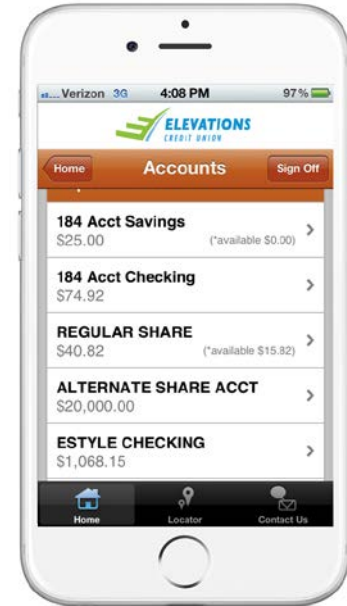 Verizon 3G 4:08 PM 97%
ELEVATIONS
CREDIT UNION
Home Accounts Sign Off
184 Acct Savings
$25.00 (*available $0.00)
184 Acct Checking
$74.92
REGULAR SHARE
$40.82 (*available $15.82)
ALTERNATE SHARE ACCT
$20,000.00
ESTYLE CHECKING
$1,068.15
Home Locator Contact Us